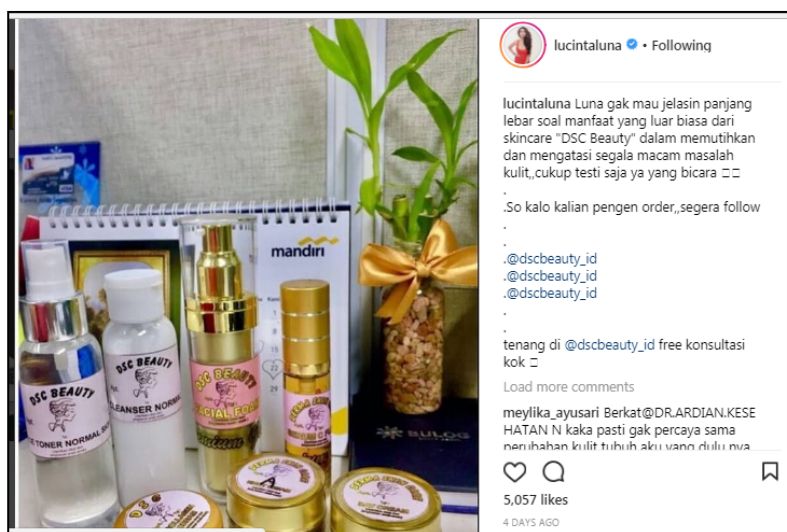 lucintaluna • Following
lucintaluna Luna gak mau jelasin panjang
lebar soal manfaat yang luar biasa dari
skincare "DSC Beauty" dalam memutihkan
dan mengatasi segala macam masalah
kulit,,cukup testi saja ya yang bicara □□
.
.So kalo kalian pengen order,,segera follow
.
.
.@dscbeauty_id
.@dscbeauty_id
.@dscbeauty_id
.
.
tenang di @dscbeauty_id free konsultasi
kok □
Load more comments
meylika_ayusari Berkat@DR.ARDIAN.KESE
HATAN N kaka pasti gak percaya sama
perubahan kulit tubuh aku yang dulu nya
5,057 likes
4 DAYS AGO
mandiri
DSC BEAUTY
TONER NORMAL
DSC BEAUTY
CLEANSER NORMAL
DSC BEAUTY
FACIAL FOAM
BULOG